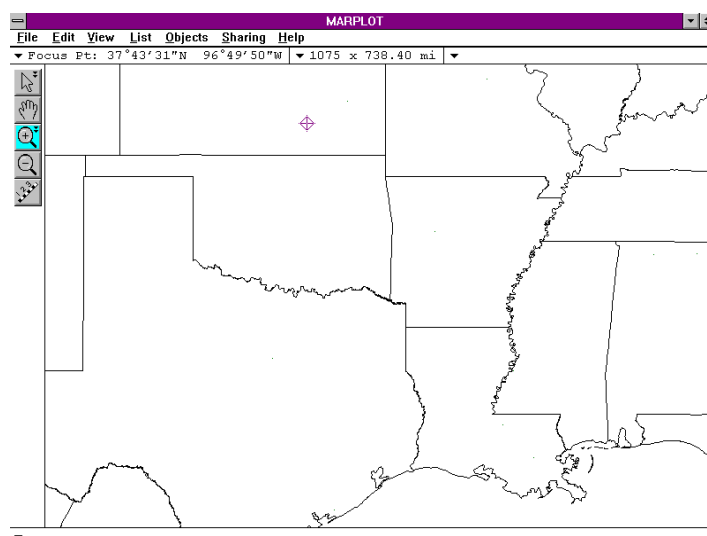 MARPLOT
File Edit View List Objects Sharing Help
Focus Pt: 37°43'31"N 96°49'50"W 1075 x 738.40 mi